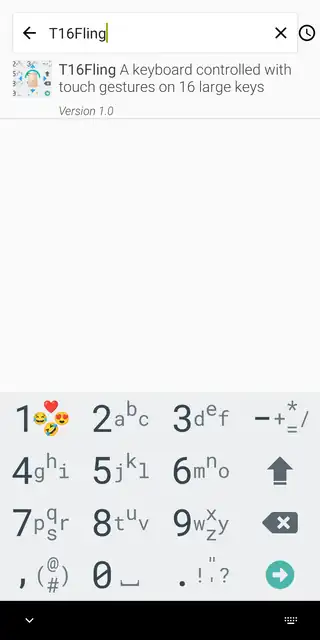 T16Fling
T16Fling A keyboard controlled with
touch gestures on 16 large keys
Version 1.0
1 2abc 3def -+*=/
4ghi 5jkl 6mno
7pqrs 8tuv 9wxyz
,(@#) 0⎵ .!"'?